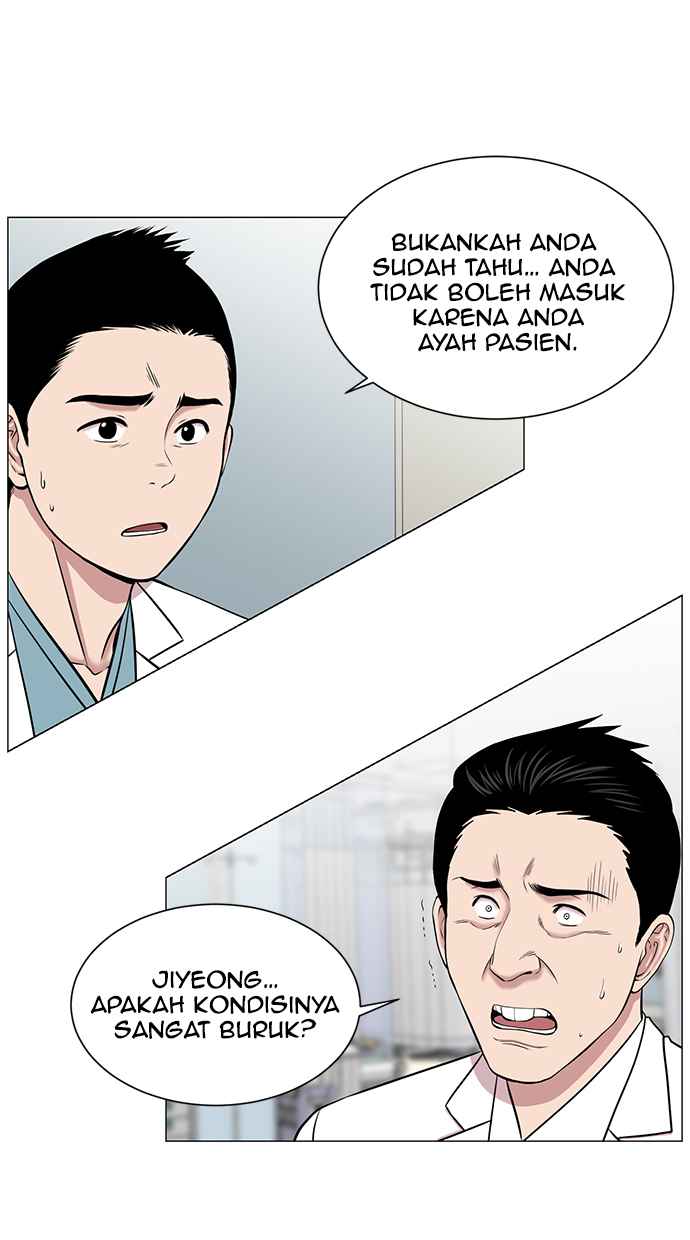 BUKANKAH ANDA
SUDAH TAHU... ANDA
TIDAK BOLEH MASUK
KARENA ANDA
AYAH PASIEN.
JIYEONG...
APAKAH KONDISINYA
SANGAT BURUK?